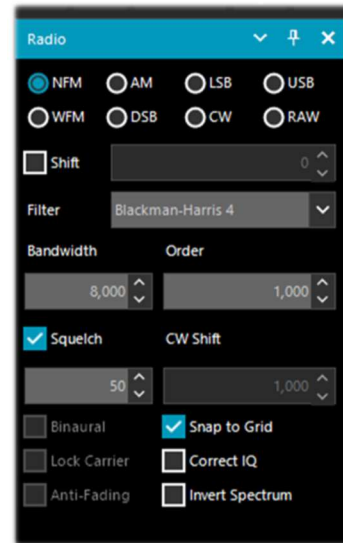 Radio
NFM AM LSB USB
WFM DSB CW RAW
Shift 0
Filter Blackman-Harris 4
Bandwidth Order
8,000 1,000
Squelch CW Shift
50 1,000
Binaural Snap to Grid
Lock Carrier Correct IQ
Anti-Fading Invert Spectrum